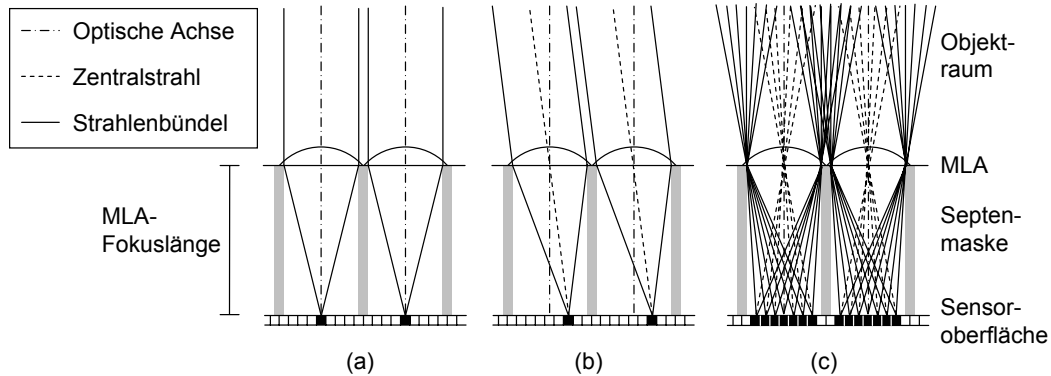 Optische Achse
Zentralstrahl
Strahlenbündel
MLA-
Fokuslänge
Objekt-
raum
MLA
Septen-
maske
Sensor-
oberfläche
(a)
(b)
(c)